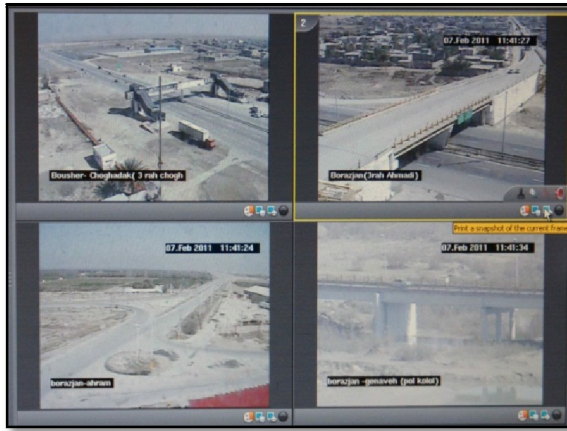 2
07.Feb 2011 11:41:27
Bousher- Choghadak( 3 rah chogh
Borazjan(3rah Ahmadi)
Print a snapshot of the current frame
07.Feb 2011 11:41:24
07.Feb 2011 11:41:34
borazjan-ahram
borazjan -genaveh (pol kolol)